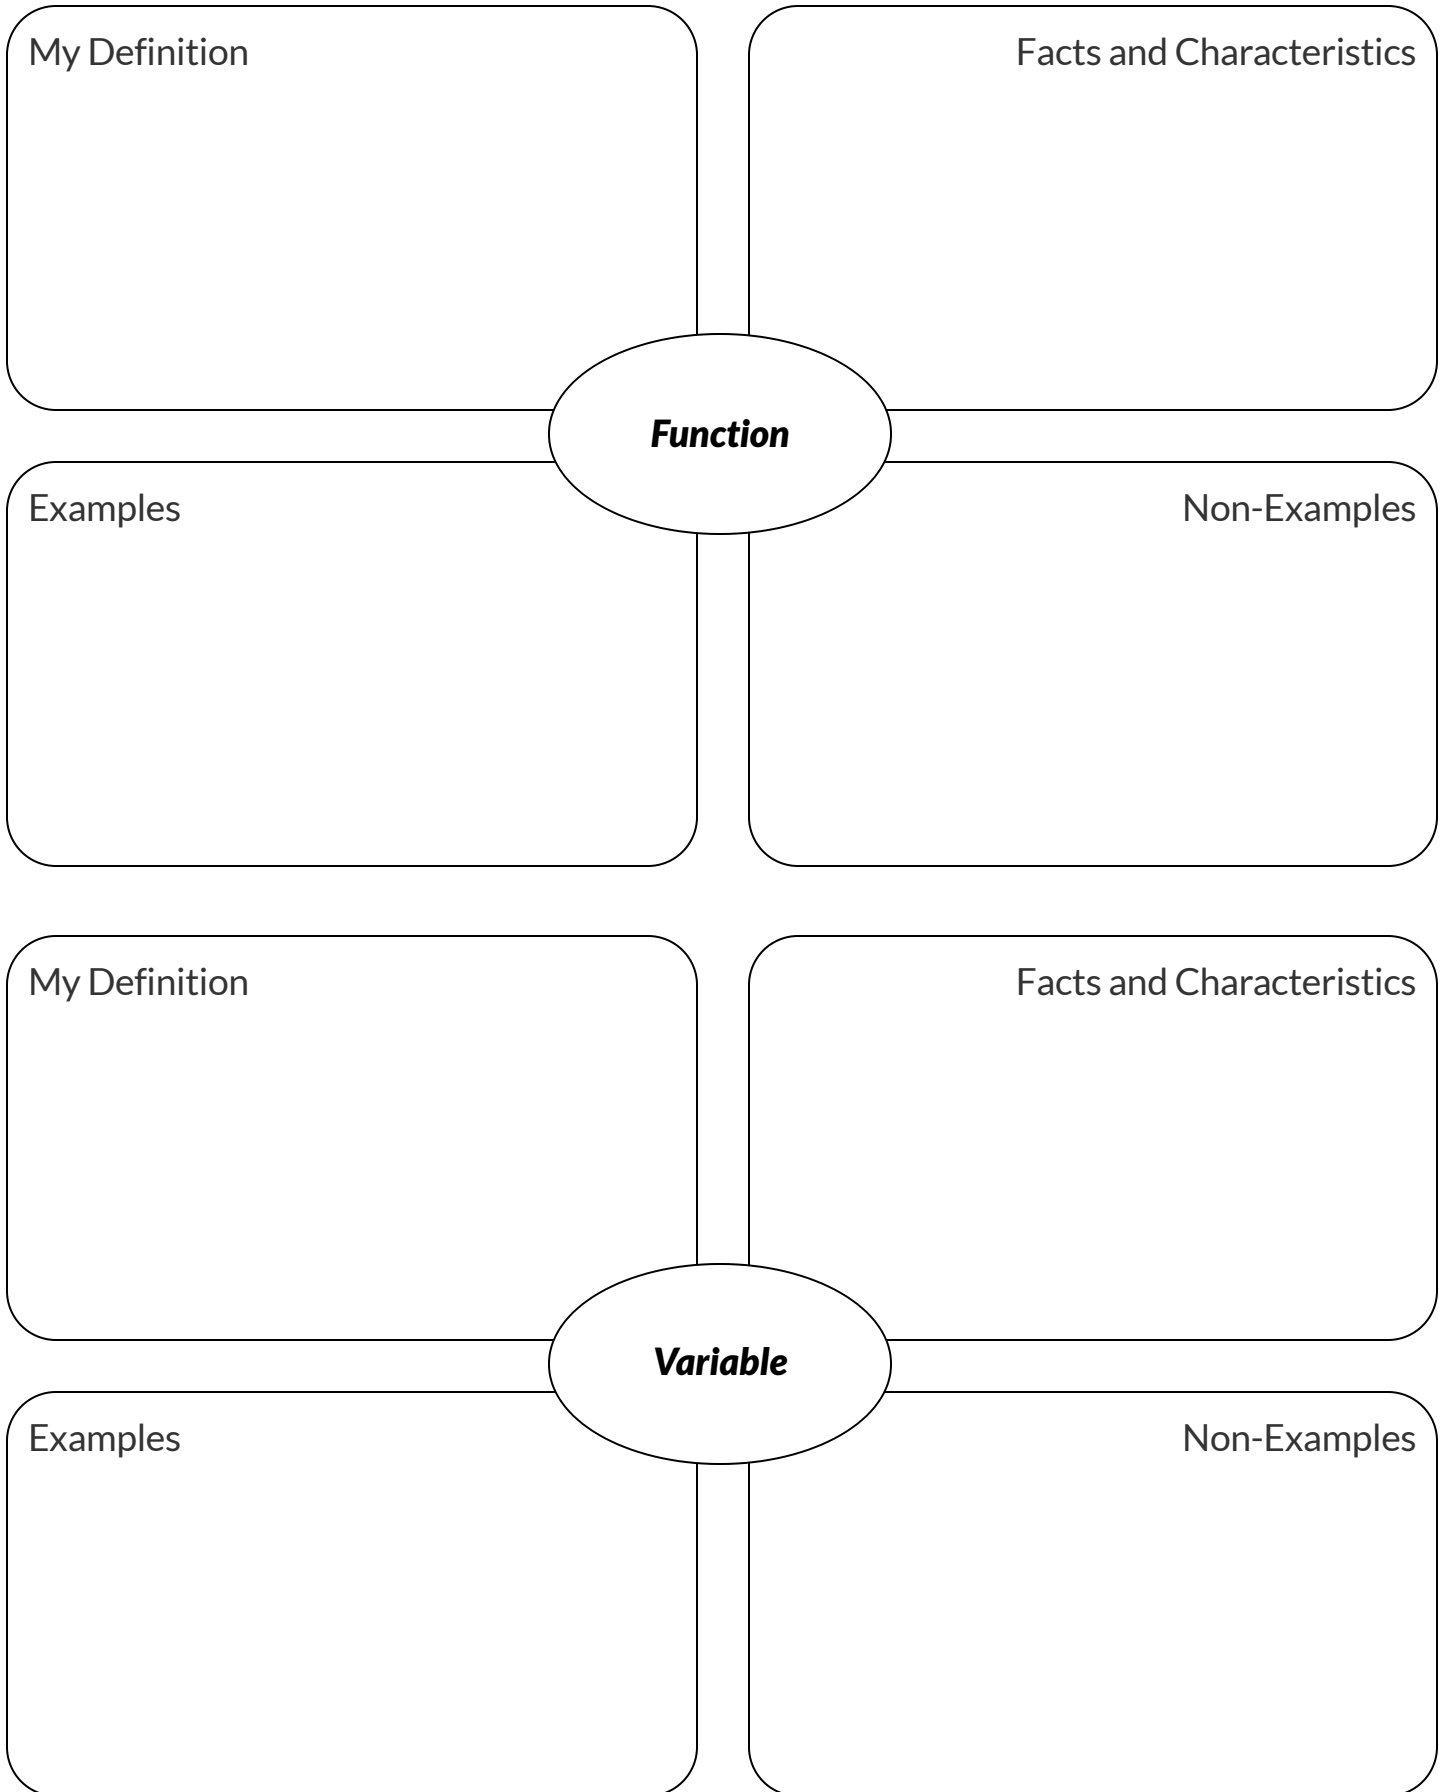 My Definition
Facts and Characteristics
Function
Examples
Non-Examples
My Definition
Facts and Characteristics
Variable
Examples
Non-Examples